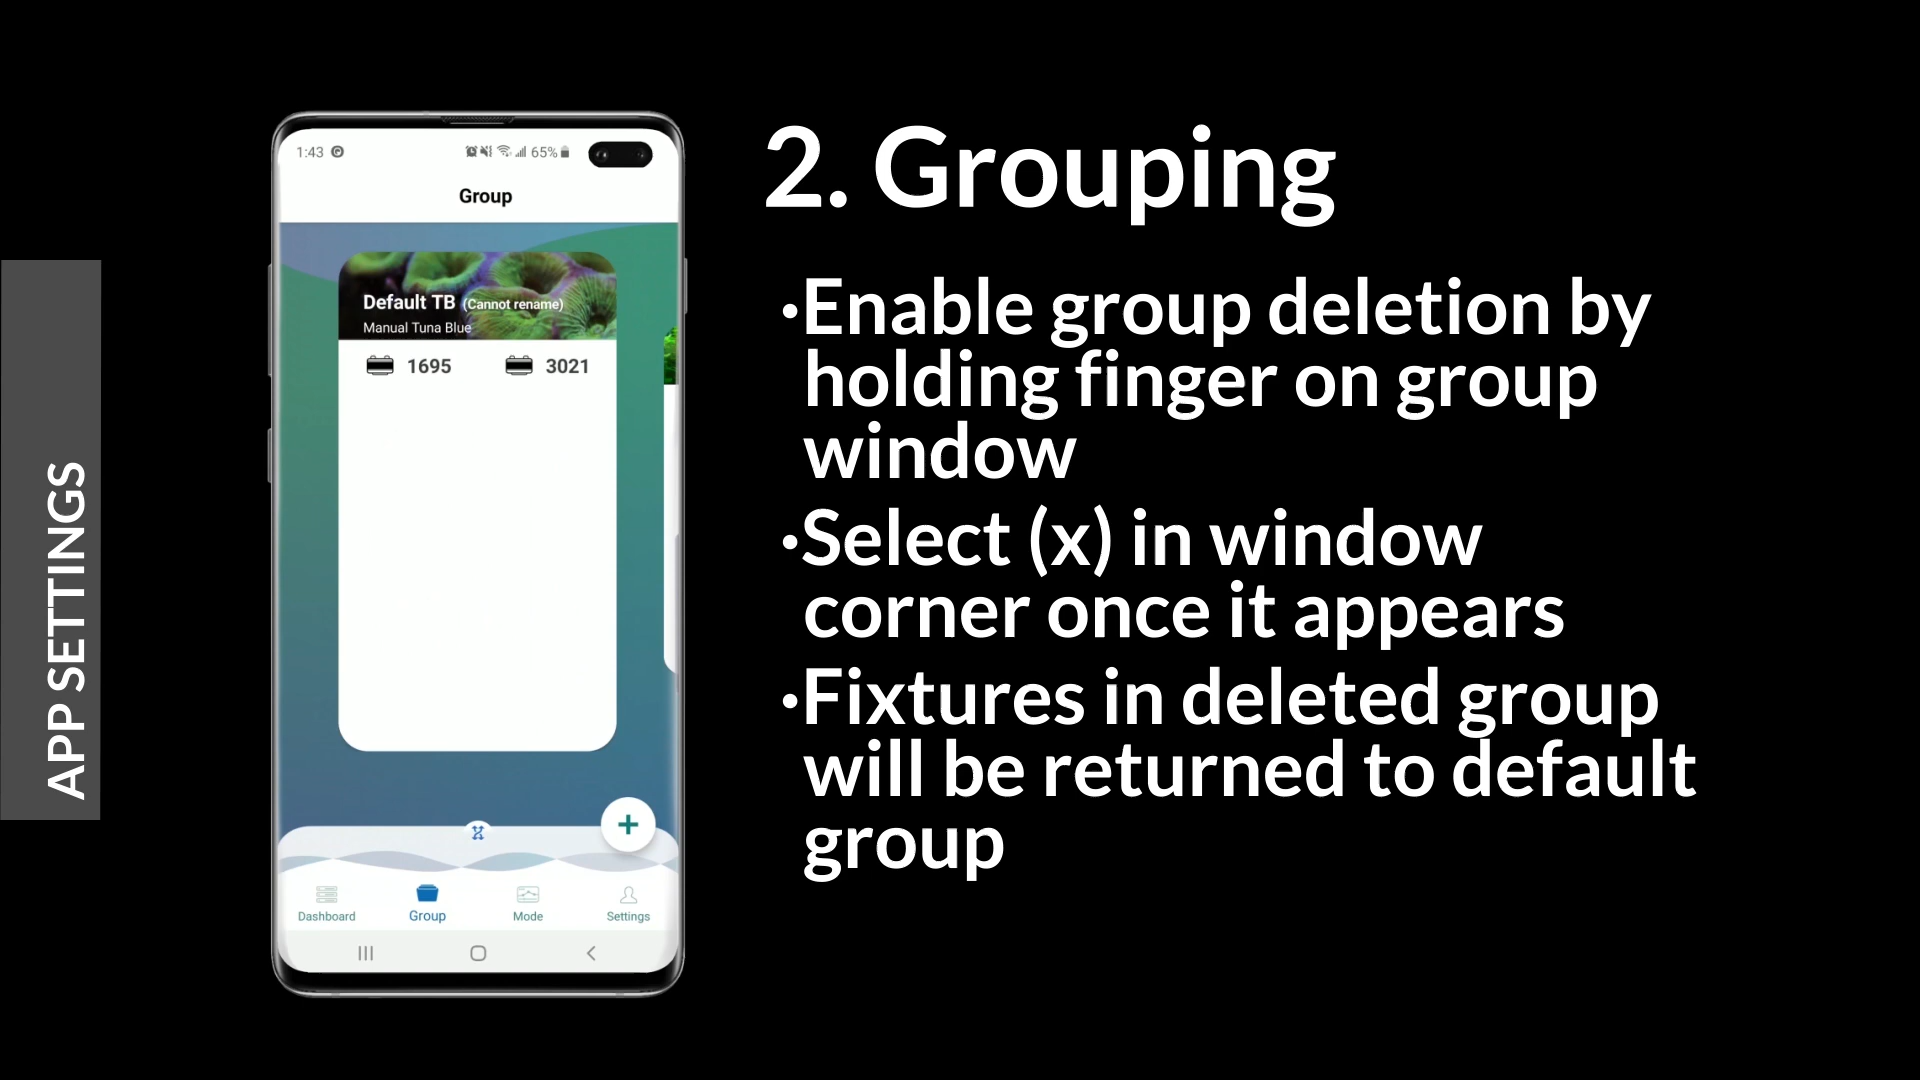 APP SETTINGS
1:43
65%
Group
Default TB (Cannot rename)
Manual Tuna Blue
1695
3021
Dashboard
Group
Mode
Settings
2. Grouping
•Enable group deletion by
holding finger on group
window
•Select (x) in window
corner once it appears
•Fixtures in deleted group
will be returned to default
group